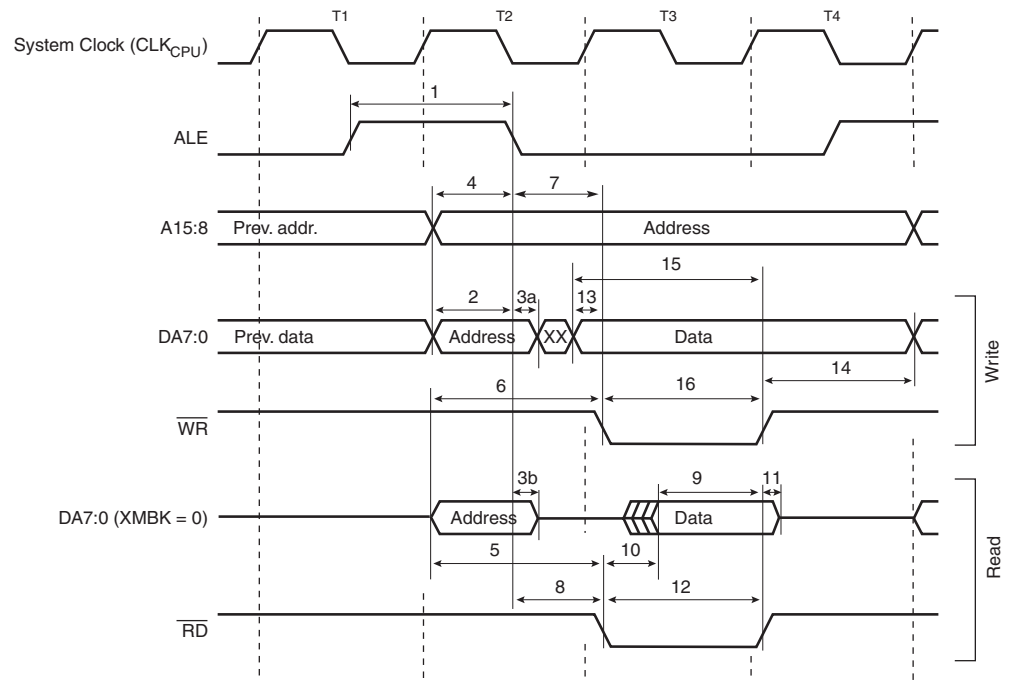 T1 T2 T3 T4
System Clock (CLKCPU)
1
ALE
4 7
A15:8 Prev. addr. Address
15
2 3a 13
DA7:0 Prev. data Address XX Data
14
6 16
WR
Write
3b 9 11
DA7:0 (XMBK = 0) Address Data
5 10
8 12
RD
Read